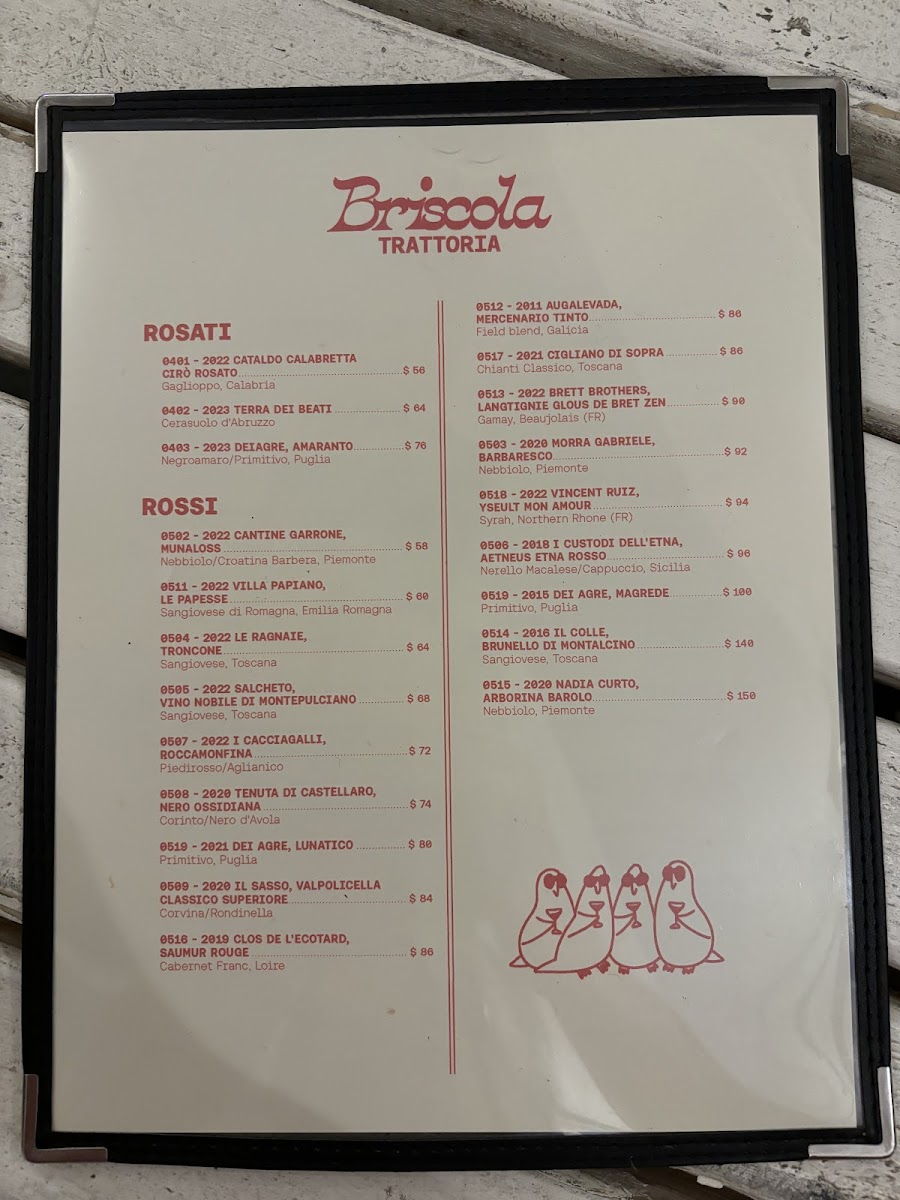 Briscola
TRATTORIA
ROSATI
0401 - 2022 CATALDO CALABRETTA
CIRÒ ROSATO $ 56
Gaglioppo, Calabria
0402 - 2023 TERRA DEI BEATI $ 64
Cerasuolo d'Abruzzo
0403 - 2023 DEIAGRE, AMARANTO $ 76
Negroamaro/Primitivo, Puglia
ROSSI
0502 - 2022 CANTINE GARRONE,
MUNALOSS $ 58
Nebbiolo/Croatina Barbera, Piemonte
0511 - 2022 VILLA PAPIANO,
LE PAPESSE $ 60
Sangiovese di Romagna, Emilia Romagna
0504 - 2022 LE RAGNAIE,
TRONCONE $ 64
Sangiovese, Toscana
0505 - 2022 SALCHETO,
VINO NOBILE DI MONTEPULCIANO $ 68
Sangiovese, Toscana
0507 - 2022 I CACCIAGALLI,
ROCCAMONFINA $ 72
Piedirosso/Aglianico
0508 - 2020 TENUTA DI CASTELLARO,
NERO OSSIDIANA $ 74
Corinto/Nero d'Avola
0519 - 2021 DEI AGRE, LUNATICO $ 80
Primitivo, Puglia
0509 - 2020 IL SASSO, VALPOLICELLA
CLASSICO SUPERIORE $ 84
Corvina/Rondinella
0516 - 2019 CLOS DE L'ECOTARD,
SAUMUR ROUGE $ 86
Cabernet Franc, Loire
0512 - 2011 AUGALEVADA,
MERCENARIO TINTO $ 86
Field blend, Galicia
0517 - 2021 CIGLIANO DI SOPRA $ 86
Chianti Classico, Toscana
0513 - 2022 BRETT BROTHERS,
LANGTIGNIE GLOUS DE BRET ZEN $ 90
Gamay, Beaujolais (FR)
0503 - 2020 MORRA GABRIELE,
BARBARESCO $ 92
Nebbiolo, Piemonte
0518 - 2022 VINCENT RUIZ,
YSEULT MON AMOUR $ 94
Syrah, Northern Rhone (FR)
0506 - 2018 I CUSTODI DELL'ETNA,
AETNEUS ETNA ROSSO $ 96
Nerello Macalese/Cappuccio, Sicilia
0519 - 2015 DEI AGRE, MAGREDE $ 100
Primitivo, Puglia
0514 - 2016 IL COLLE,
BRUNELLO DI MONTALCINO $ 140
Sangiovese, Toscana
0515 - 2020 NADIA CURTO,
ARBORINA BAROLO $ 150
Nebbiolo, Piemonte